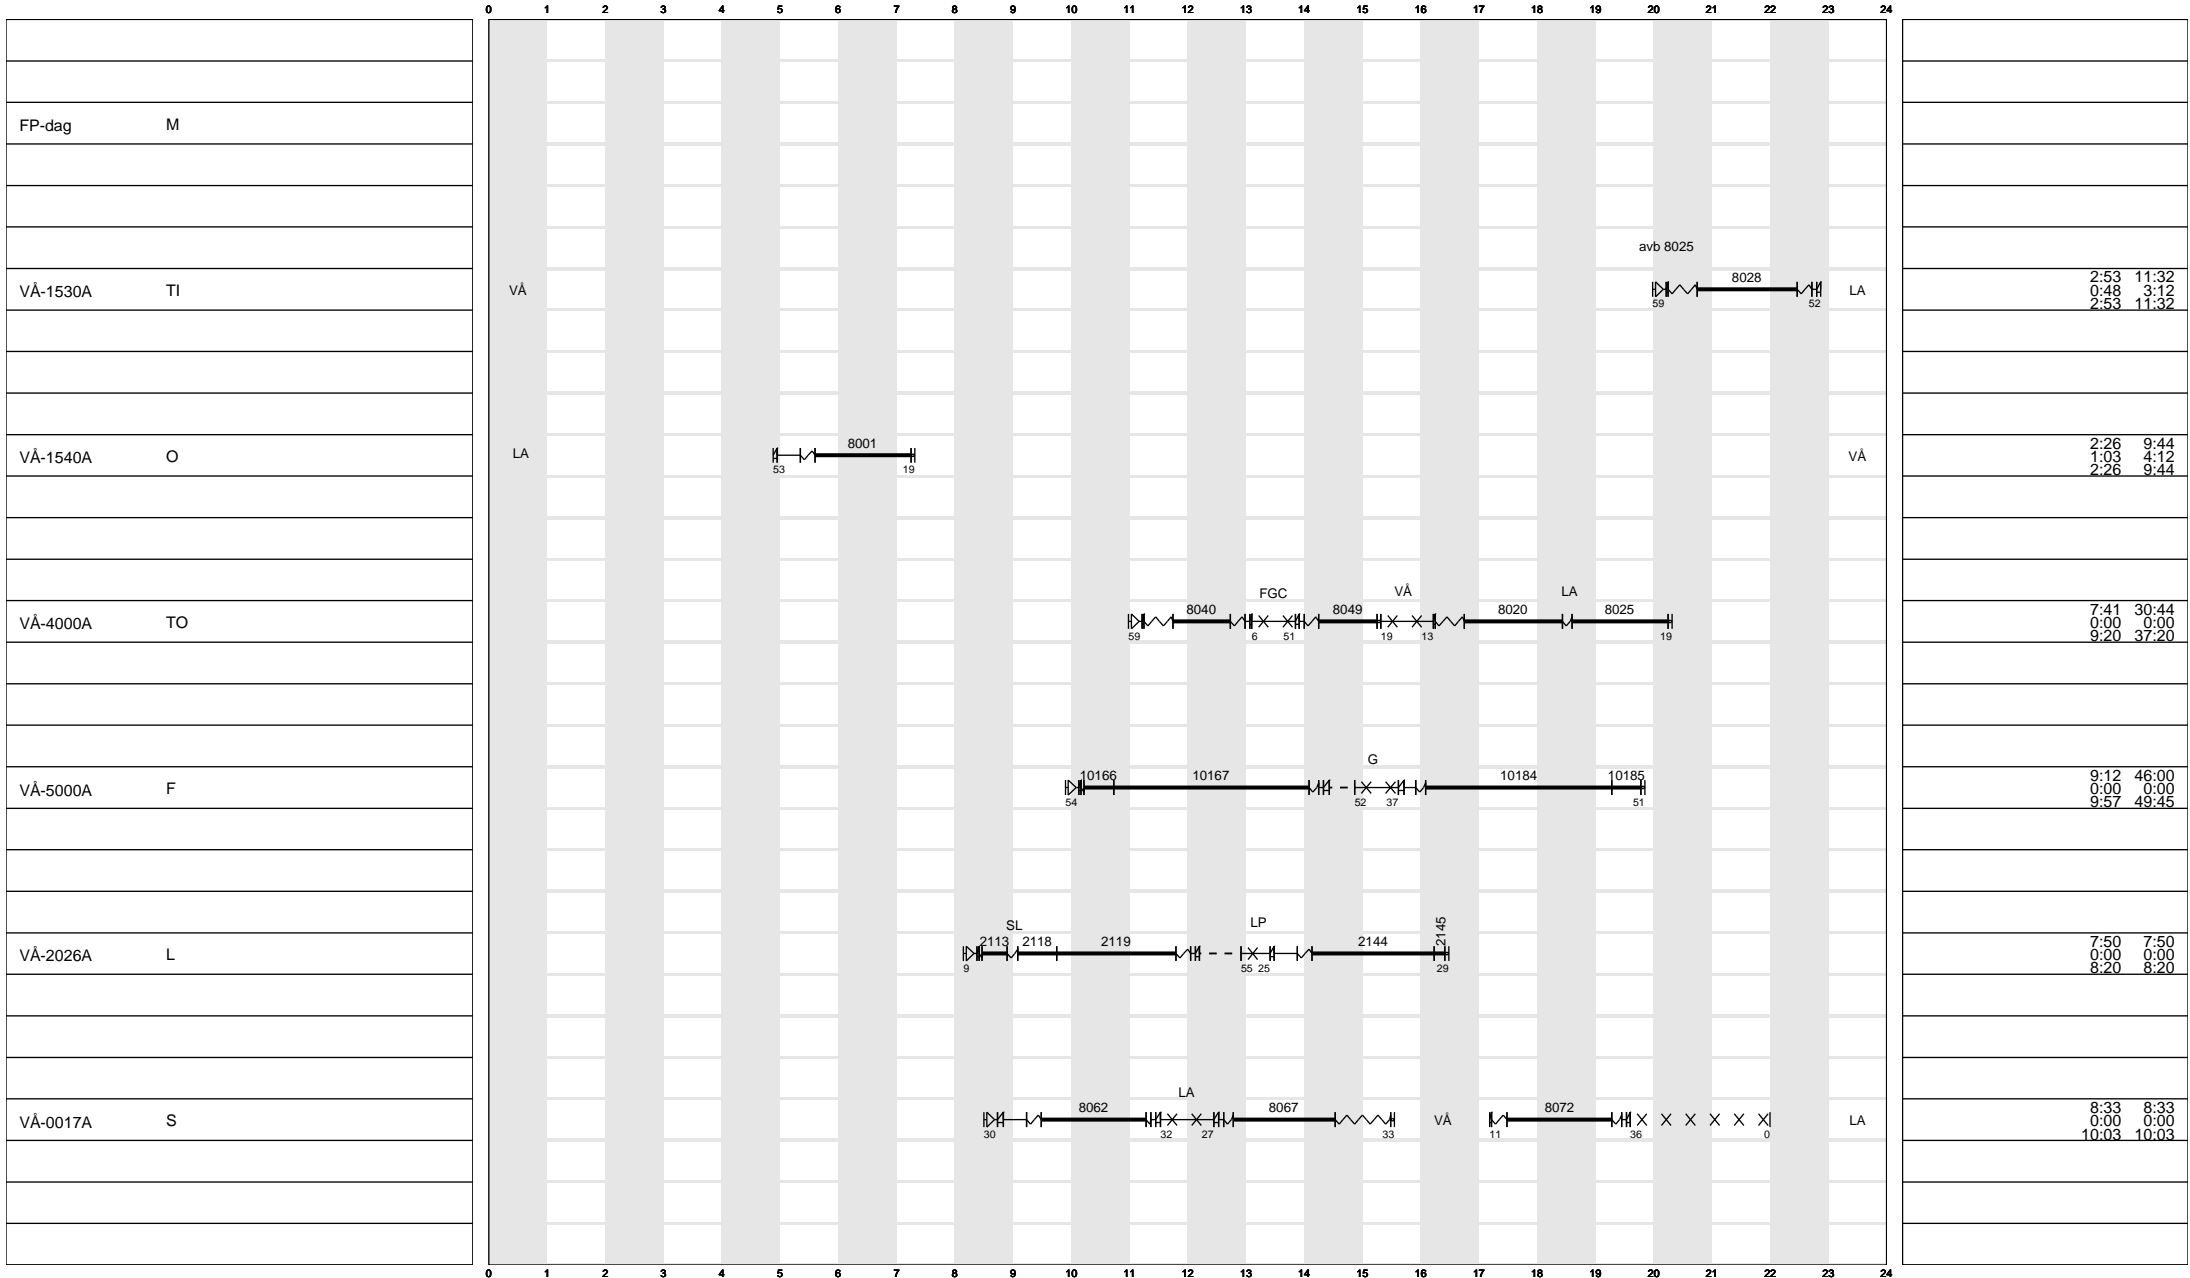 0 1 2 3 4 5 6 7 8 9 10 11 12 13 14 15 16 17 18 19 20 21 22 23 24
FP-dag M
avb 8025
8028 2:53 11:32
VÅ-1530A TI VÅ LA 0:48 3:12
59 52 2:53 11:32
8001 2:26 9:44
VÅ-1540A O LA VÅ 1:03 4:12
53 19 2:26 9:44
FGC VÅ LA
8040 8049 8020 8025 7:41 30:44
VÅ-4000A TO 0:00 0:00
59 6 51 19 13 19 9:20 37:20
G
10166 10167 10184 10185 9:12 46:00
VÅ-5000A F 0:00 0:00
54 52 37 51 9:57 49:45
SL LP 2145
2113 2118 2119 2144 7:50 7:50
VÅ-2026A L 0:00 0:00
9 55 25 29 8:20 8:20
LA
8062 8067 8072 8:33 8:33
VÅ-0017A S VÅ LA 0:00 0:00
30 32 27 33 11 36 0 10:03 10:03
0 1 2 3 4 5 6 7 8 9 10 11 12 13 14 15 16 17 18 19 20 21 22 23 24